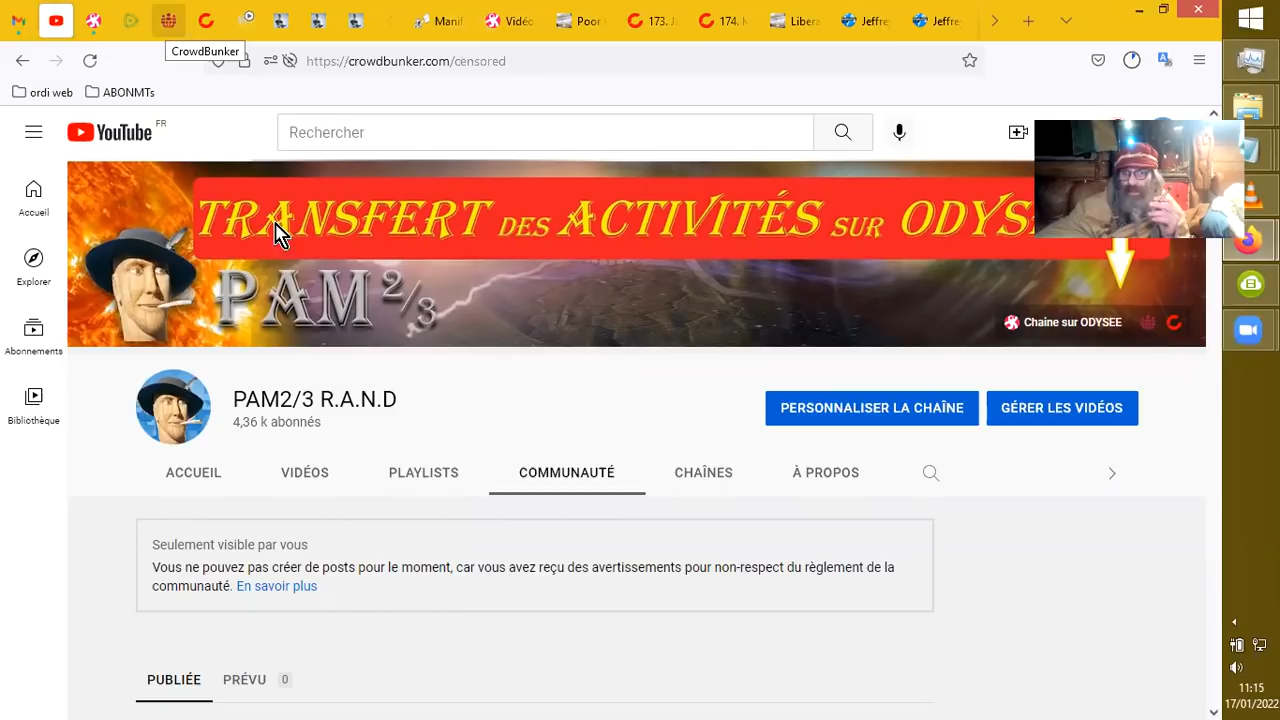 Manif
Vidéo
Poor
173. J
174. N
Libera
Jeffre
Jeffre
CrowdBunker
https://crowdbunker.com/censored
ordi web
ABONMTs
YouTube FR
Rechercher
TRANSFERT DES ACTIVITÉS SUR ODYS
PAM 2/3
Chaine sur ODYSEE
Accueil
Explorer
Abonnements
Bibliothèque
PAM2/3 R.A.N.D
4,36 k abonnés
PERSONNALISER LA CHAÎNE
GÉRER LES VIDÉOS
ACCUEIL
VIDÉOS
PLAYLISTS
COMMUNAUTÉ
CHAÎNES
À PROPOS
Seulement visible par vous
Vous ne pouvez pas créer de posts pour le moment, car vous avez reçu des avertissements pour non-respect du règlement de la
communauté. En savoir plus
PUBLIÉE
PRÉVU 0
11:15
17/01/2022